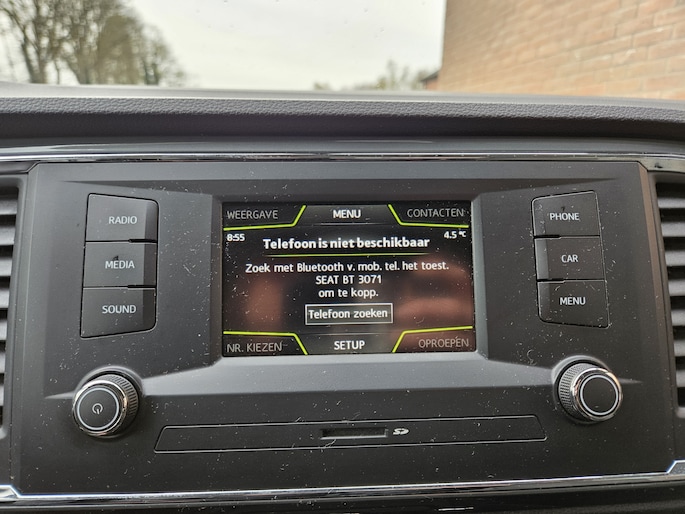 RADIO
MEDIA
SOUND
WEERGAVE MENU CONTACTEN
8:55 4.5 °C
Telefoon is niet beschikbaar
Zoek met Bluetooth v. mob. tel. het toest.
SEAT BT 3071
om te kopp.
Telefoon zoeken
NR. KIEZEN SETUP OPROEPEN
PHONE
CAR
MENU
SD